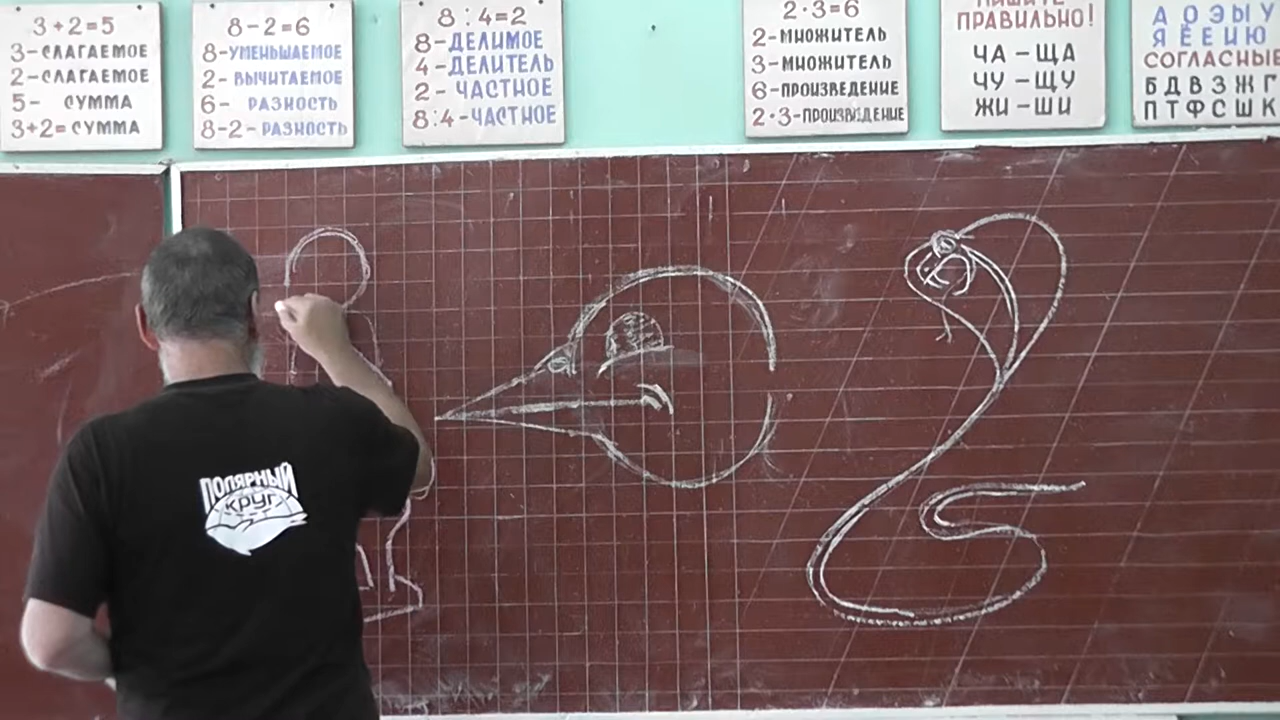 3+2=5
3-СЛАГАЕМОЕ
2-СЛАГАЕМОЕ
5- СУММА
3+2=СУММА
8-2=6
8-УМЕНЬШАЕМОЕ
2-ВЫЧИТАЕМОЕ
6- РАЗНОСТЬ
8-2-РАЗНОСТЬ
8:4=2
8-ДЕЛИМОЕ
4-ДЕЛИТЕЛЬ
2- ЧАСТНОЕ
8:4-ЧАСТНОЕ
2·3=6
2-МНОЖИТЕЛЬ
3-МНОЖИТЕЛЬ
6-ПРОИЗВЕДЕНИЕ
2·3-ПРОИЗВЕДЕНИЕ
ПИШИТЕ
ПРАВИЛЬНО!
ЧА-ЩА
ЧУ-ЩУ
ЖИ-ШИ
А О Э Ы У
Я Ё Е И Ю
СОГЛАСНЫЕ
Б Д В З Ж Г
П Т Ф С Ш К
ПОЛЯРНЫЙ
КРУГ